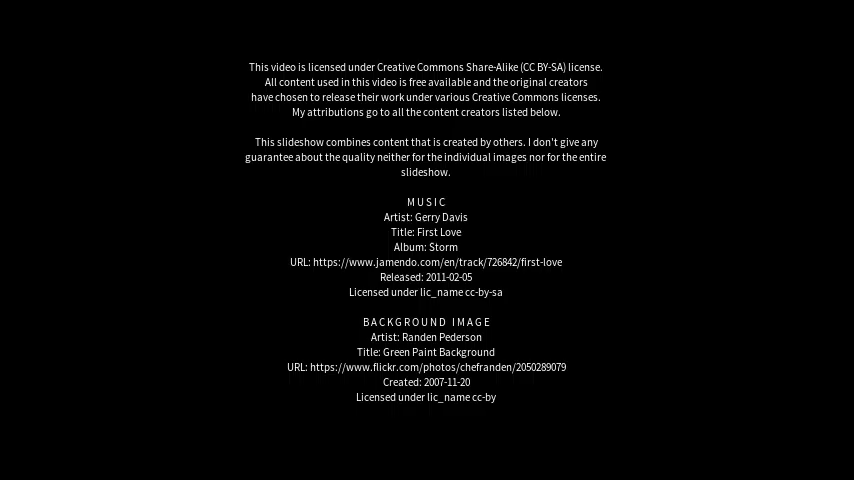 This video is licensed under Creative Commons Share-Alike (CC BY-SA) license.
All content used in this video is free available and the original creators
have chosen to release their work under various Creative Commons licenses.
My attributions go to all the content creators listed below.
This slideshow combines content that is created by others. I don't give any
guarantee about the quality neither for the individual images nor for the entire
slideshow.
MUSIC
Artist: Gerry Davis
Title: First Love
Album: Storm
URL: https://www.jamendo.com/en/track/726842/first-love
Released: 2011-02-05
Licensed under lic_name cc-by-sa
BACKGROUND IMAGE
Artist: Randen Pederson
Title: Green Paint Background
URL: https://www.flickr.com/photos/chefranden/2050289079
Created: 2007-11-20
Licensed under lic_name cc-by